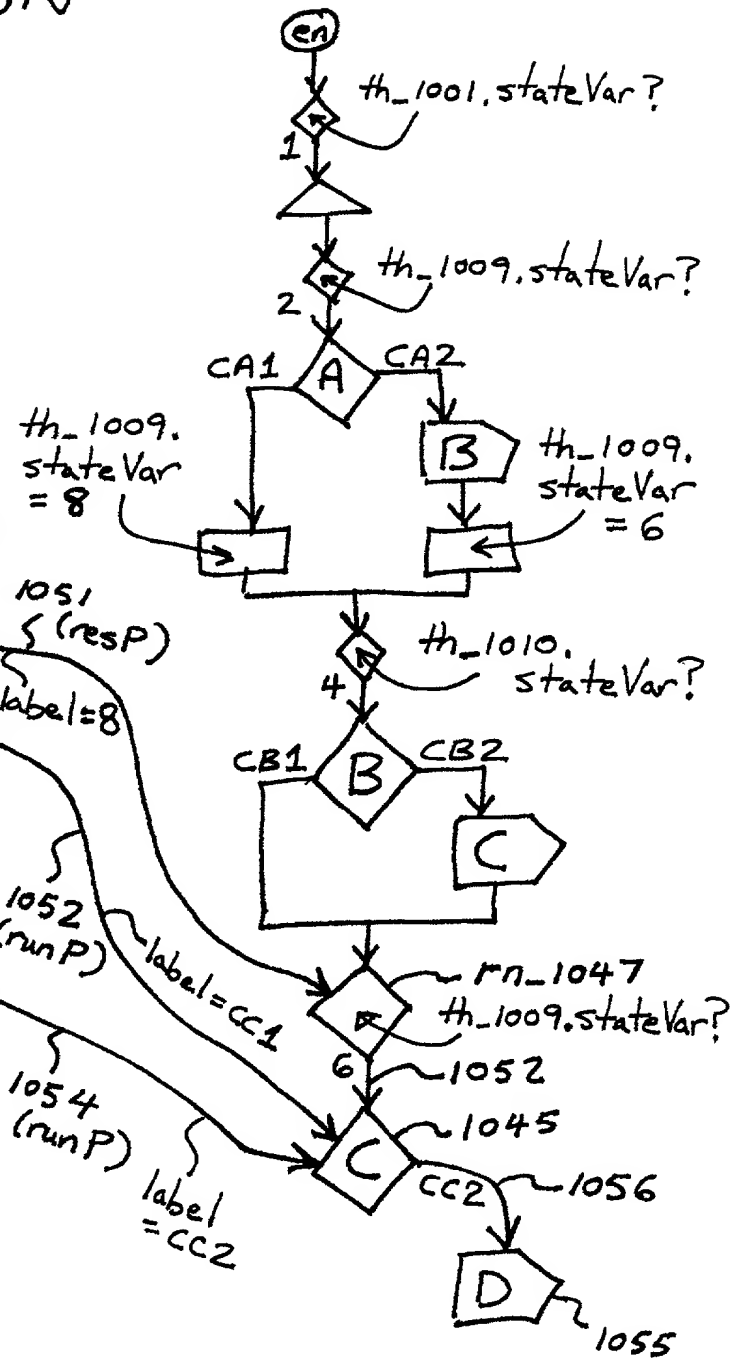 en
th_1001.stateVar?
1
th_1009.stateVar?
2
CA1
A
CA2
th_1009.
stateVar
= 8
B
th_1009.
stateVar
= 6
1051
(resP)
label=8
th_1010.
stateVar?
4
CB1
B
CB2
C
1052
(runP)
label=CC1
rn_1047
th_1009.stateVar?
6
1052
1054
(runP)
label
=CC2
1045
C
CC2
1056
D
1055